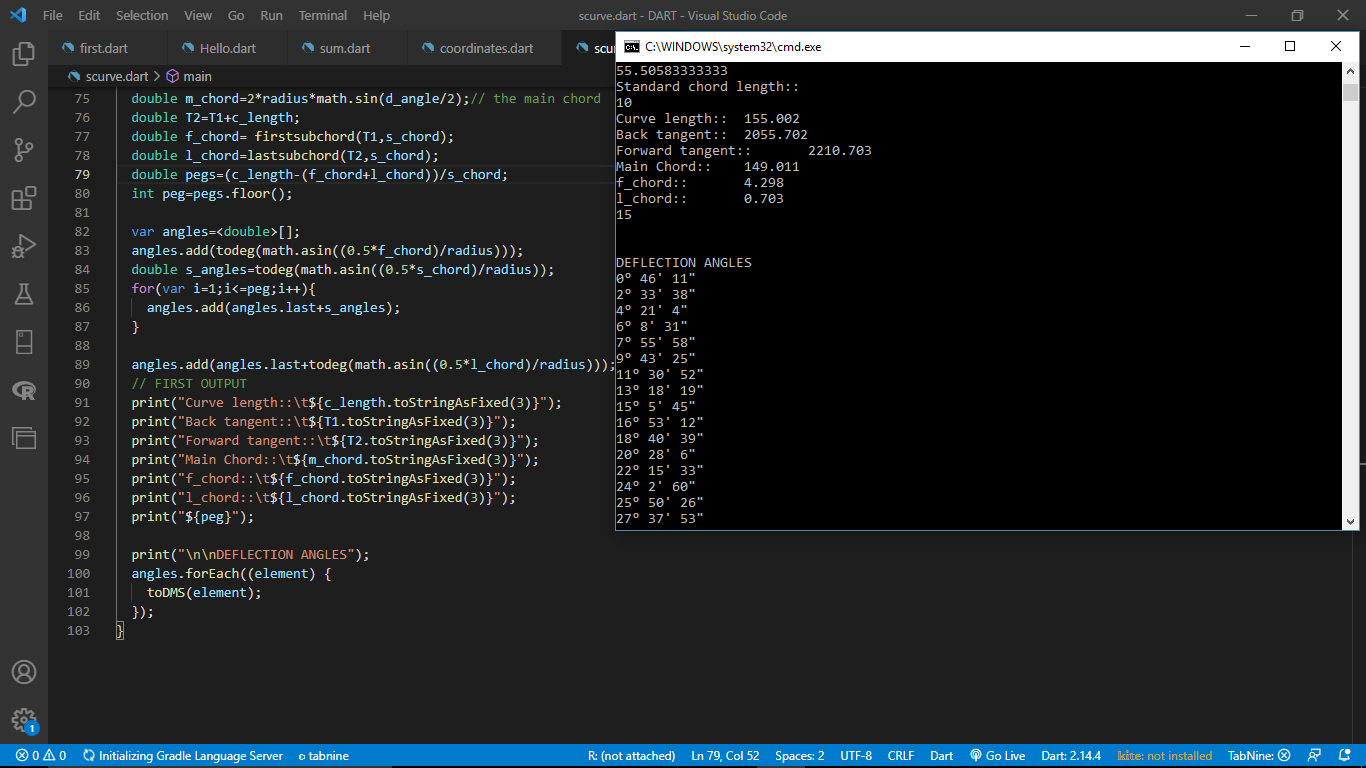 File Edit Selection View Go Run Terminal Help
scurve.dart - DART - Visual Studio Code
first.dart
Hello.dart
sum.dart
coordinates.dart
scurve.dart > main
75 double m_chord=2*radius*math.sin(d_angle/2);// the main chord
76 double T2=T1+c_length;
77 double f_chord= firstsubchord(T1,s_chord);
78 double l_chord=lastsubchord(T2,s_chord);
79 double pegs=(c_length-(f_chord+l_chord))/s_chord;
80 int peg=pegs.floor();
81
82 var angles=<double>[];
83 angles.add(todeg(math.asin((0.5*f_chord)/radius)));
84 double s_angles=todeg(math.asin((0.5*s_chord)/radius));
85 for(var i=1;i<=peg;i++){
86 angles.add(angles.last+s_angles);
87 }
88
89 angles.add(angles.last+todeg(math.asin((0.5*l_chord)/radius)));
90 // FIRST OUTPUT
91 print("Curve length::\t${c_length.toStringAsFixed(3)}");
92 print("Back tangent::\t${T1.toStringAsFixed(3)}");
93 print("Forward tangent::\t${T2.toStringAsFixed(3)}");
94 print("Main Chord::\t${m_chord.toStringAsFixed(3)}");
95 print("f_chord::\t${f_chord.toStringAsFixed(3)}");
96 print("l_chord::\t${l_chord.toStringAsFixed(3)}");
97 print("${peg}");
98
99 print("\n\nDEFLECTION ANGLES");
100 angles.forEach((element) {
101 toDMS(element);
102 });
103 }
C:\WINDOWS\system32\cmd.exe
55.50583333333
Standard chord length::
10
Curve length:: 155.002
Back tangent:: 2055.702
Forward tangent:: 2210.703
Main Chord:: 149.011
f_chord:: 4.298
l_chord:: 0.703
15
DEFLECTION ANGLES
0° 46' 11"
2° 33' 38"
4° 21' 4"
6° 8' 31"
7° 55' 58"
9° 43' 25"
11° 30' 52"
13° 18' 19"
15° 5' 45"
16° 53' 12"
18° 40' 39"
20° 28' 6"
22° 15' 33"
24° 2' 60"
25° 50' 26"
27° 37' 53"
1
0 0 Initializing Gradle Language Server tabnine R: (not attached) Ln 79, Col 52 Spaces: 2 UTF-8 CRLF Dart Go Live Dart: 2.14.4 kite: not installed TabNine: